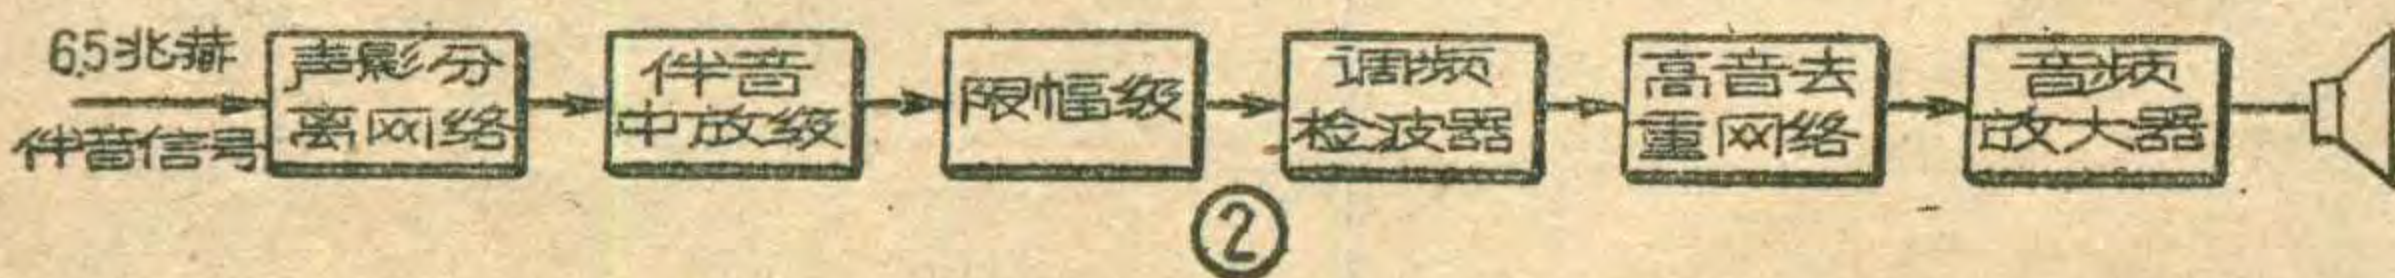 6.5兆赫
伴音信号
声影分
离网络
伴音
中放级
限幅级
调频
检波器
高音去
重网络
音频
放大器
②